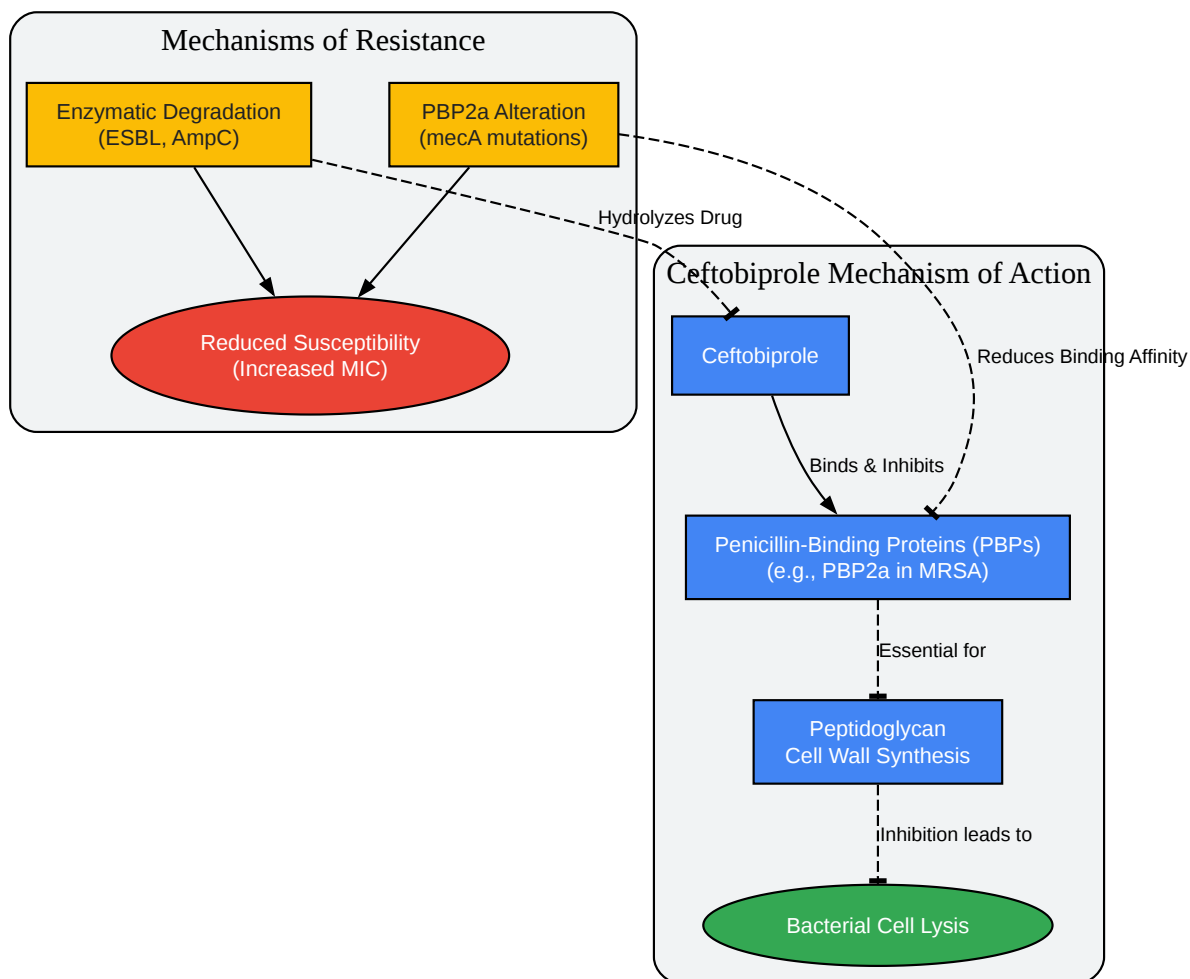 Mechanisms of Resistance
Enzymatic Degradation
(ESBL, AmpC)
PBP2a Alteration
(mecA mutations)
Hydrolyzes Drug
Reduced Susceptibility
(Increased MIC)
Ceftobiprole Mechanism of Action
Ceftobiprole
Reduces Binding Affinity
Binds & Inhibits
Penicillin-Binding Proteins (PBPs)
(e.g., PBP2a in MRSA)
Essential for
Peptidoglycan
Cell Wall Synthesis
Inhibition leads to
Bacterial Cell Lysis